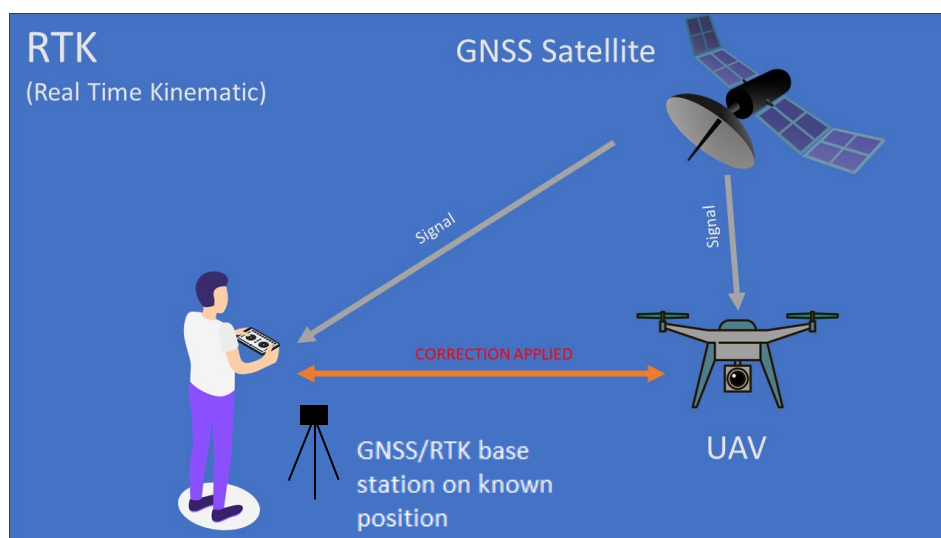 RTK
(Real Time Kinematic)
GNSS Satellite
Signal
Signal
CORRECTION APPLIED
GNSS/RTK base
station on known
position
UAV